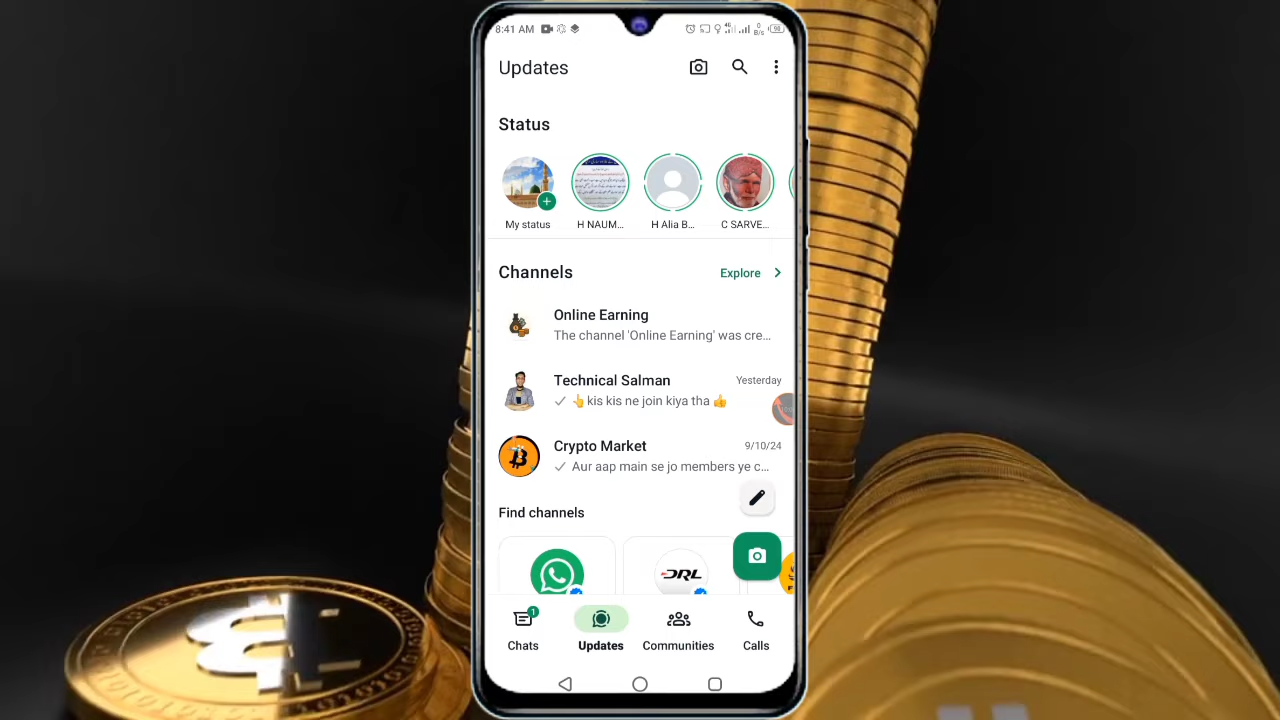 8:41 AM
Updates
Status
My status
H NAUM...
H Alia B...
C SARVE...
Channels
Explore
Online Earning
The channel 'Online Earning' was cre...
Technical Salman
Yesterday
👆 kis kis ne join kiya tha 👍
Crypto Market
9/10/24
Aur aap main se jo members ye c...
Find channels
DRL
1
Chats
Updates
Communities
Calls